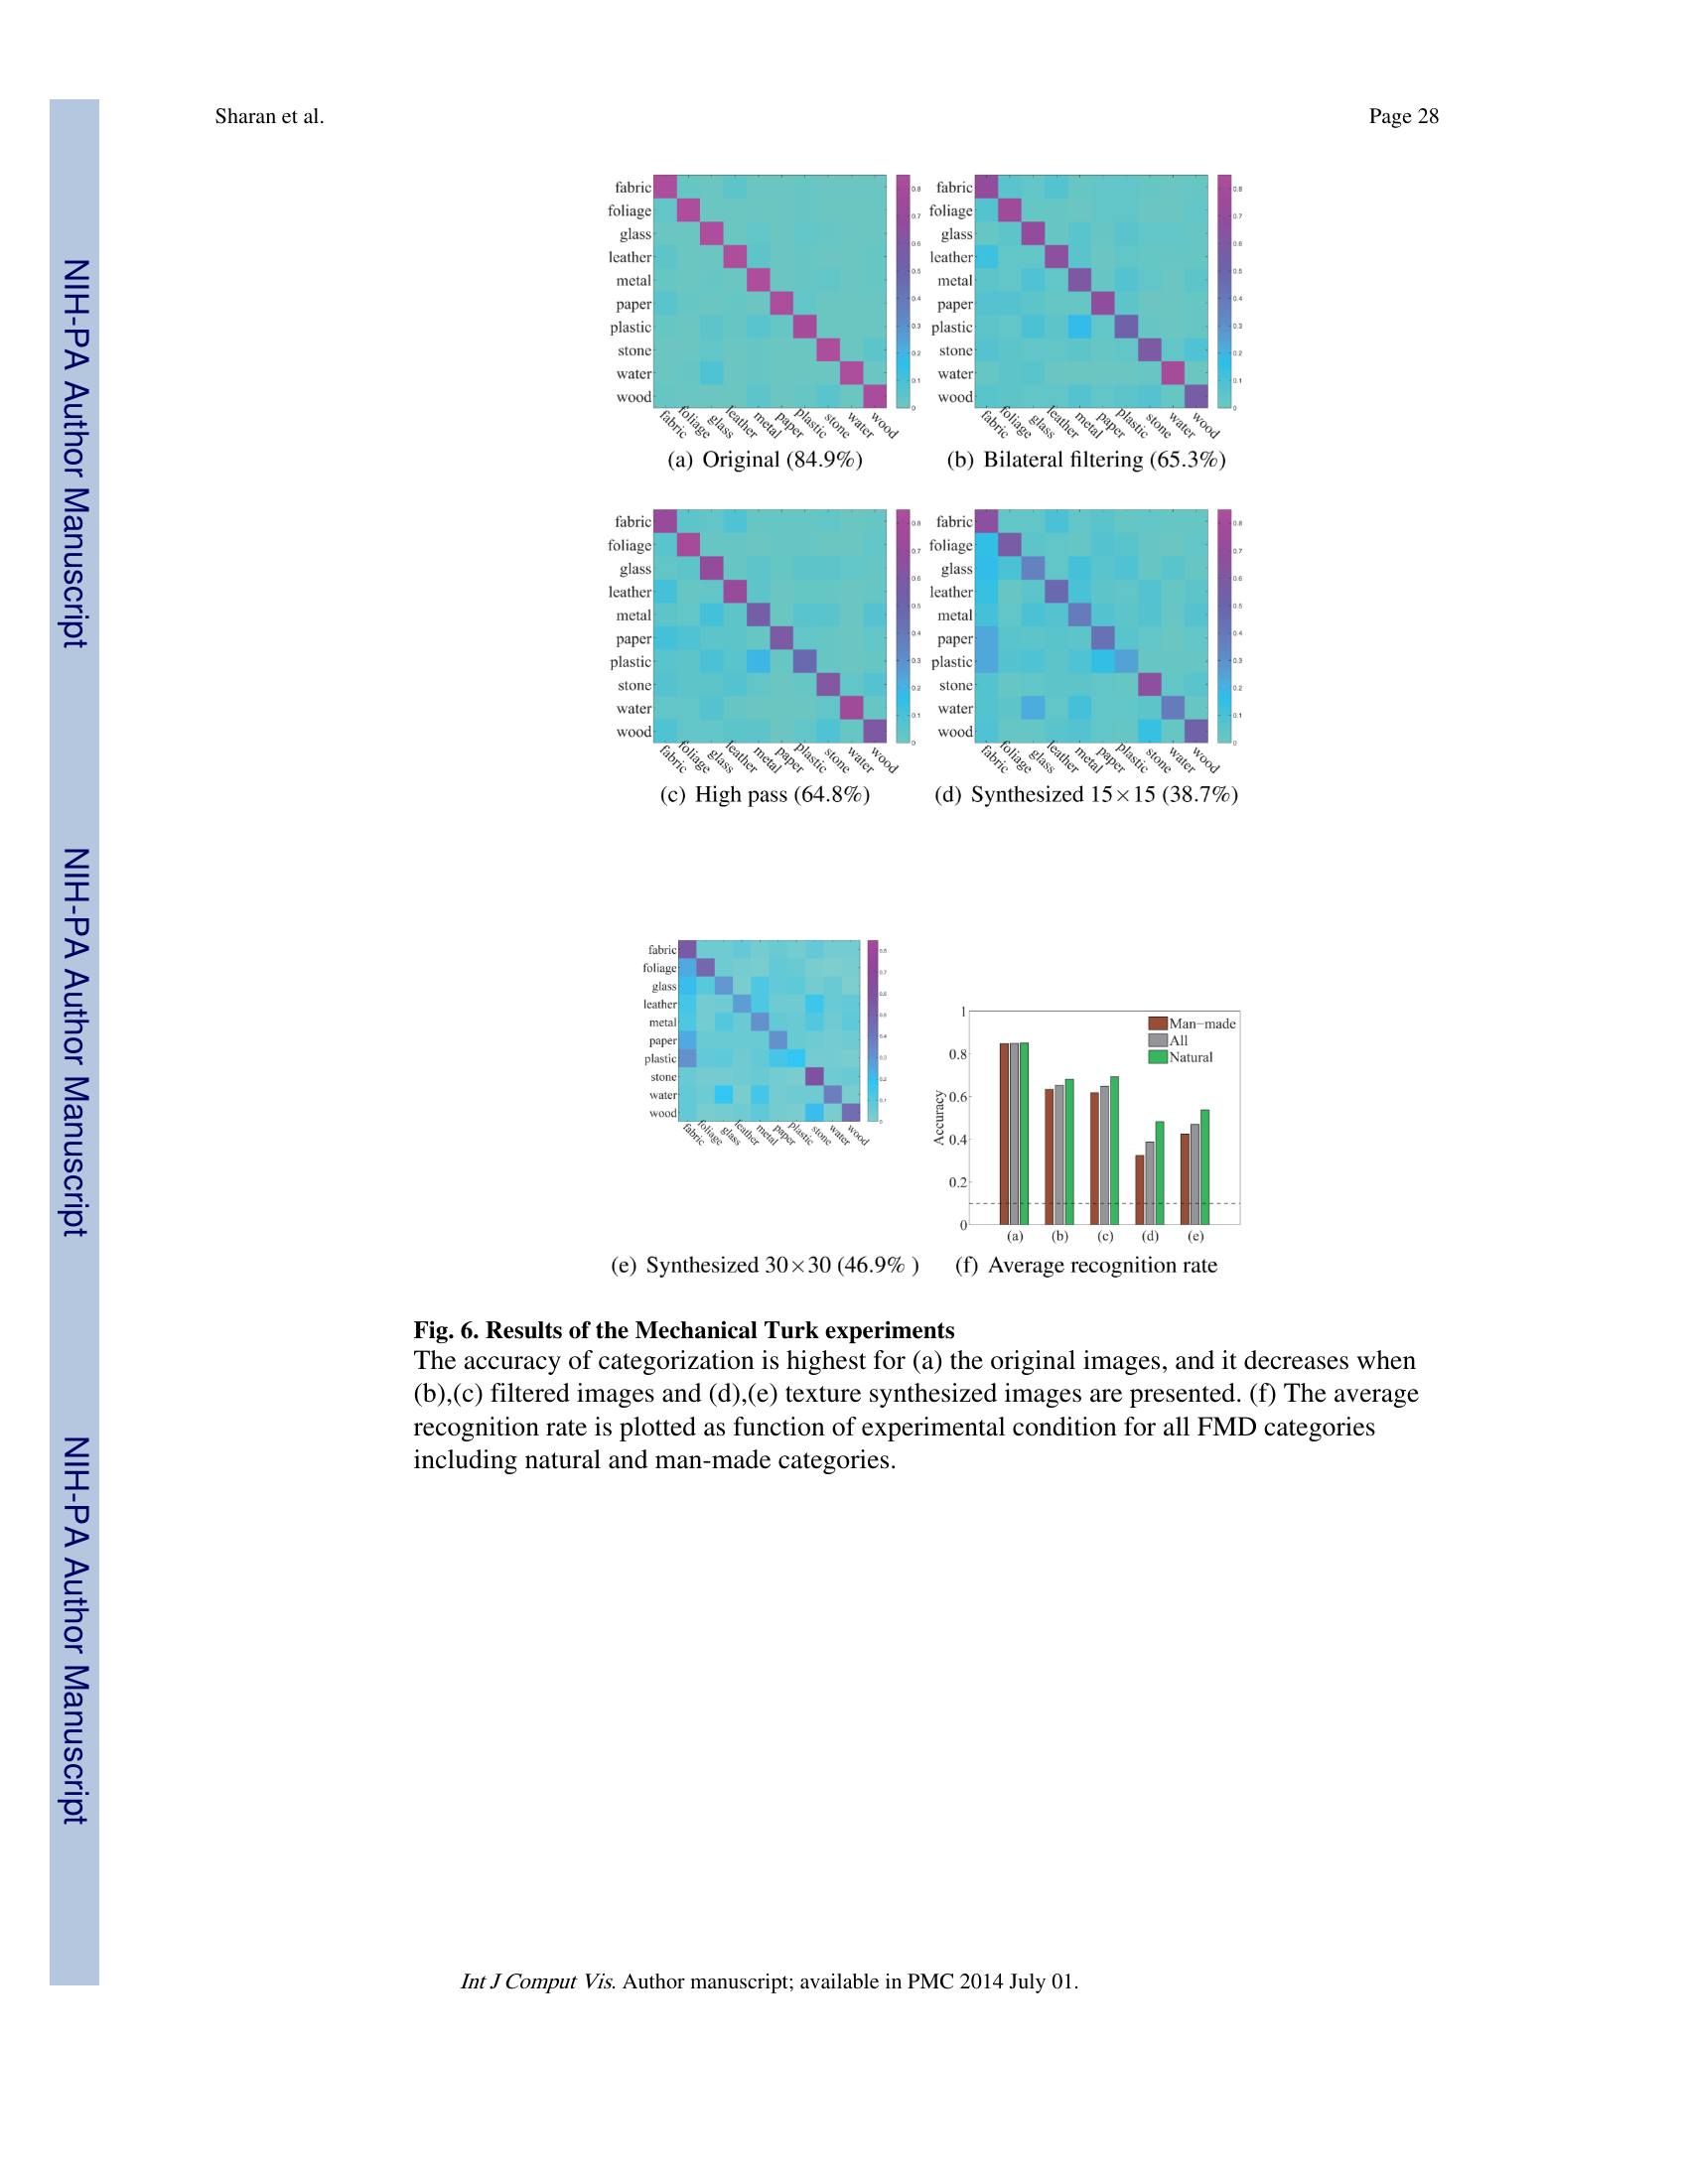 Sharan et al.
Page 28
NIH-PA Author Manuscript
NIH-PA Author Manuscript
NIH-PA Author Manuscript
fabric
foliage
glass
leather
metal
paper
plastic
stone
water
wood
0.8
0.7
0.6
0.5
0.4
0.3
0.2
0.1
0
fabric
foliage
glass
leather
metal
paper
plastic
stone
water
wood
(a) Original (84.9%)
fabric
foliage
glass
leather
metal
paper
plastic
stone
water
wood
0.8
0.7
0.6
0.5
0.4
0.3
0.2
0.1
0
fabric
foliage
glass
leather
metal
paper
plastic
stone
water
wood
(b) Bilateral filtering (65.3%)
fabric
foliage
glass
leather
metal
paper
plastic
stone
water
wood
0.8
0.7
0.6
0.5
0.4
0.3
0.2
0.1
0
fabric
foliage
glass
leather
metal
paper
plastic
stone
water
wood
(c) High pass (64.8%)
fabric
foliage
glass
leather
metal
paper
plastic
stone
water
wood
0.8
0.7
0.6
0.5
0.4
0.3
0.2
0.1
0
fabric
foliage
glass
leather
metal
paper
plastic
stone
water
wood
(d) Synthesized 15×15 (38.7%)
fabric
foliage
glass
leather
metal
paper
plastic
stone
water
wood
0.8
0.7
0.6
0.5
0.4
0.3
0.2
0.1
0
fabric
foliage
glass
leather
metal
paper
plastic
stone
water
wood
(e) Synthesized 30×30 (46.9% )
Accuracy
1
0.8
0.6
0.4
0.2
0
Man−made
All
Natural
(a) (b) (c) (d) (e)
(f) Average recognition rate
Fig. 6. Results of the Mechanical Turk experiments
The accuracy of categorization is highest for (a) the original images, and it decreases when
(b),(c) filtered images and (d),(e) texture synthesized images are presented. (f) The average
recognition rate is plotted as function of experimental condition for all FMD categories
including natural and man-made categories.
Int J Comput Vis. Author manuscript; available in PMC 2014 July 01.